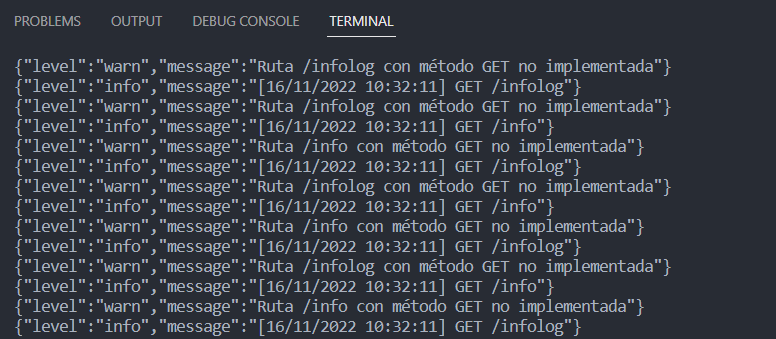 PROBLEMS OUTPUT DEBUG CONSOLE TERMINAL
{"level":"warn","message":"Ruta /infolog con método GET no implementada"}
{"level":"info","message":"[16/11/2022 10:32:11] GET /infolog"}
{"level":"warn","message":"Ruta /infolog con método GET no implementada"}
{"level":"info","message":"[16/11/2022 10:32:11] GET /info"}
{"level":"warn","message":"Ruta /info con método GET no implementada"}
{"level":"info","message":"[16/11/2022 10:32:11] GET /infolog"}
{"level":"warn","message":"Ruta /infolog con método GET no implementada"}
{"level":"info","message":"[16/11/2022 10:32:11] GET /info"}
{"level":"warn","message":"Ruta /info con método GET no implementada"}
{"level":"info","message":"[16/11/2022 10:32:11] GET /infolog"}
{"level":"warn","message":"Ruta /infolog con método GET no implementada"}
{"level":"info","message":"[16/11/2022 10:32:11] GET /info"}
{"level":"warn","message":"Ruta /info con método GET no implementada"}
{"level":"info","message":"[16/11/2022 10:32:11] GET /infolog"}